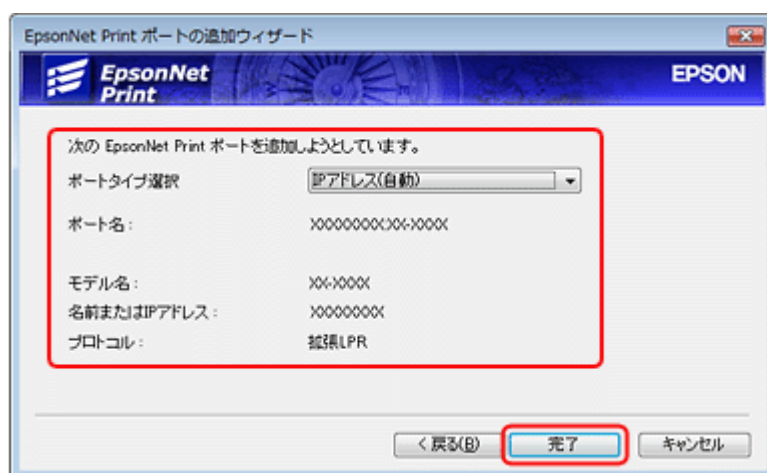 EpsonNet Print ポートの追加ウィザード
EpsonNet
Print
EPSON
次の EpsonNet Print ポートを追加しようとしています。
ポートタイプ選択 IPアドレス(自動)
ポート名： XXXXXXXX:XX-XXXX
モデル名： XX-XXXX
名前またはIPアドレス： XXXXXXXX
プロトコル： 拡張LPR
< 戻る(B) 完了 キャンセル